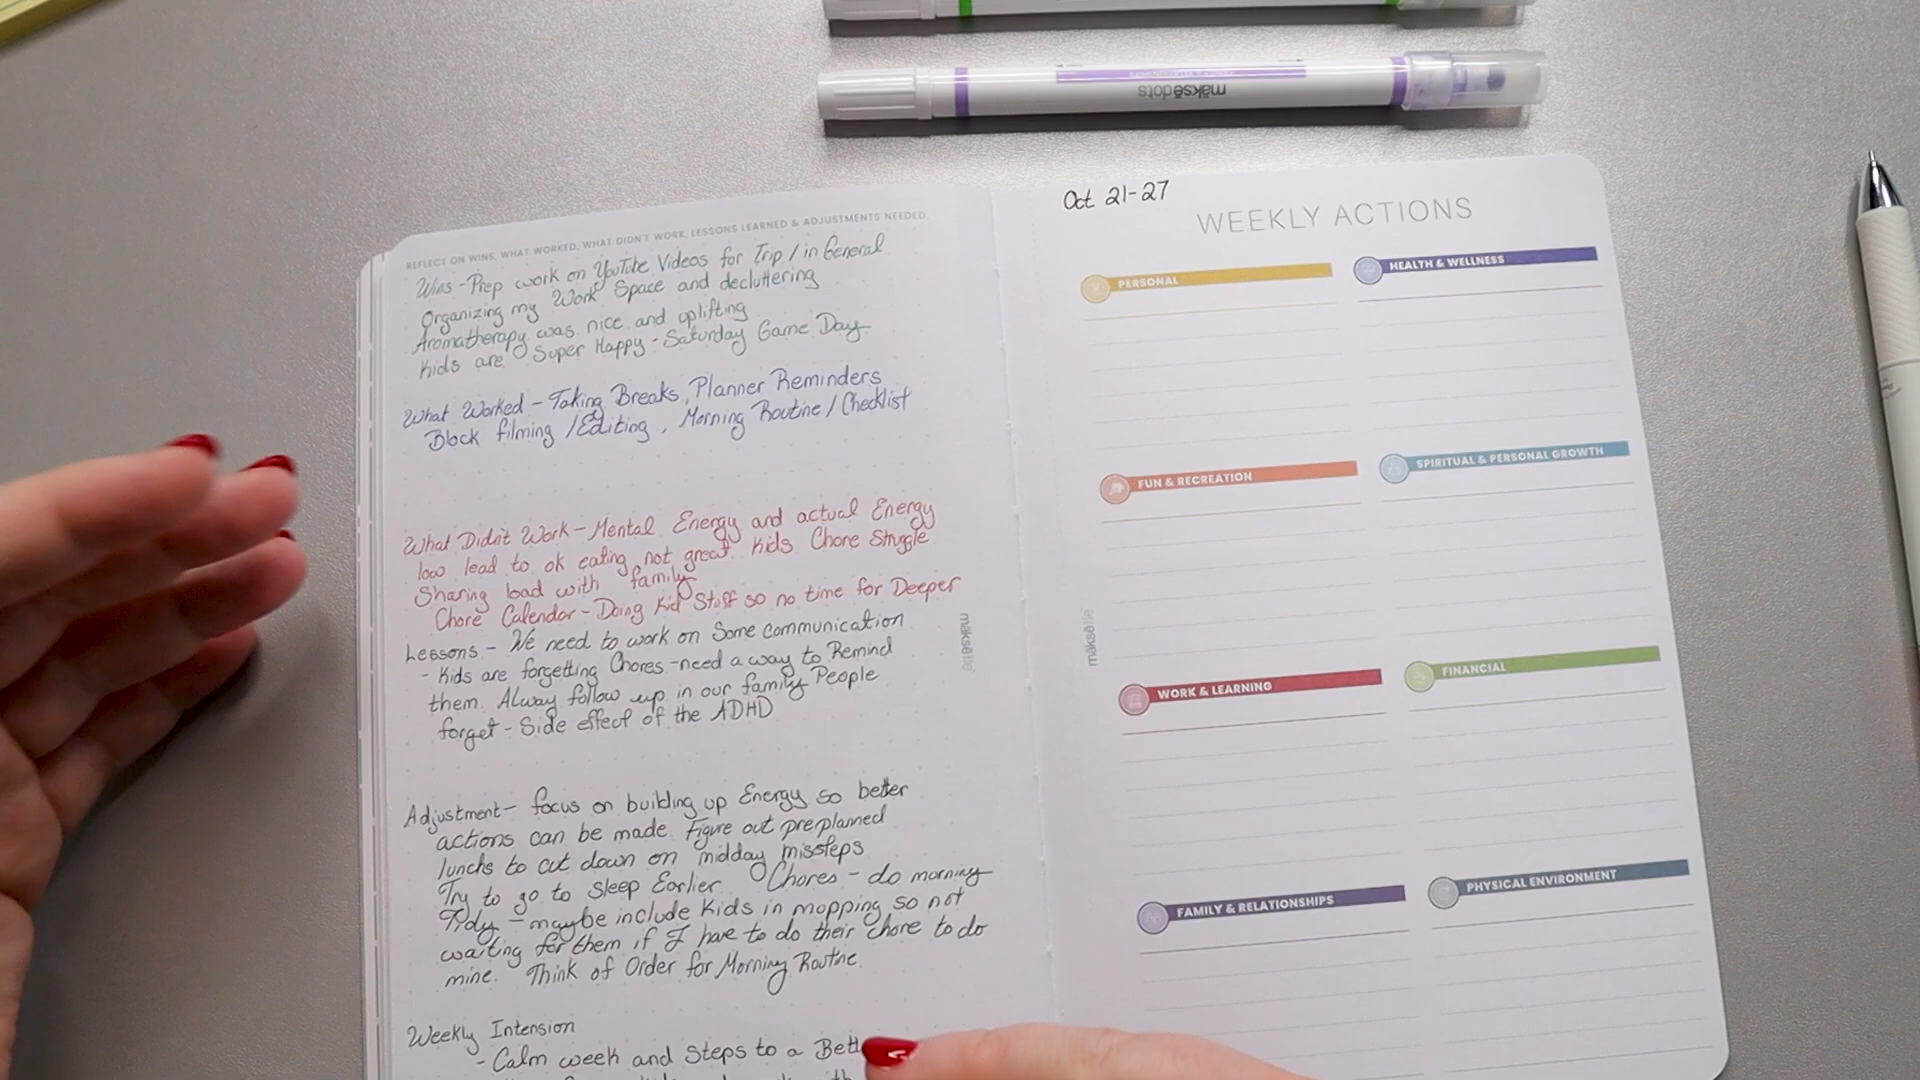 mäksēdots
REFLECT ON WINS, WHAT WORKED, WHAT DIDN'T WORK, LESSONS LEARNED & ADJUSTMENTS NEEDED
Wins - Prep work on YouTube Videos for Trip / in General
Organizing my Work Space and decluttering
Aromatherapy was nice and uplifting
Kids are Super Happy - Saturday Game Day
What Worked - Taking Breaks, Planner Reminders
Block filming / Editing, Morning Routine / Checklist
What Didn't Work - Mental Energy and actual Energy
low lead to ok eating not great. Kids Chore Struggle
Sharing load with family
Chore Calendar - Doing Kid Stuff so no time for Deeper
Lessons - We need to work on Some communication
- Kids are forgetting Chores - need a way to Remind
them. Alway follow up in our family People
forget - Side effect of the ADHD
Adjustment - focus on building up Energy so better
actions can be made. Figure out preplanned
lunchs to cut down on midday missteps
Try to go to Sleep Earlier. Chores - do morning
Tidy - maybe include Kids in mopping so not
waiting for them if I have to do their chore to do
mine. Think of Order for Morning Routine.
Weekly Intension
- Calm week and Steps to a
mäksēlife
Oct 21-27
WEEKLY ACTIONS
PERSONAL
HEALTH & WELLNESS
FUN & RECREATION
SPIRITUAL & PERSONAL GROWTH
mäksēlife
WORK & LEARNING
FINANCIAL
FAMILY & RELATIONSHIPS
PHYSICAL ENVIRONMENT